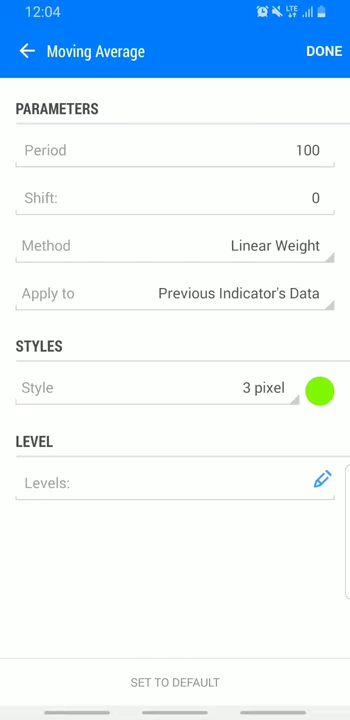 12:04 LTE
Moving Average DONE
PARAMETERS
Period 100
Shift: 0
Method Linear Weight
Apply to Previous Indicator's Data
STYLES
Style 3 pixel
LEVEL
Levels:
SET TO DEFAULT